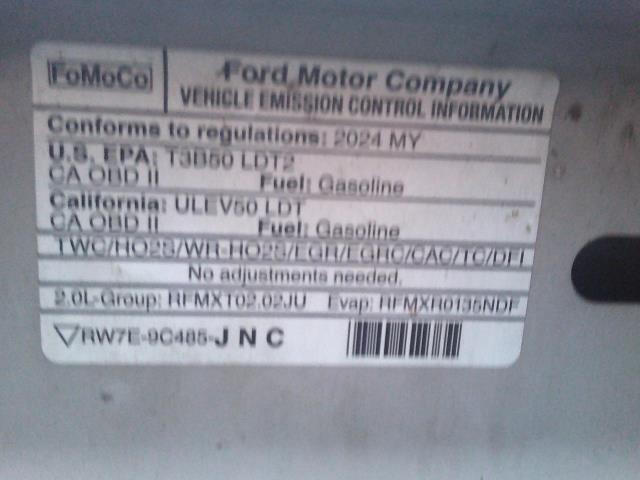 FoMoCo
Ford Motor Company
VEHICLE EMISSION CONTROL INFORMATION
Conforms to regulations: 2024 MY
U.S. EPA: T3B50 LDT2
CA OBD II Fuel: Gasoline
California: ULEV50 LDT
CA OBD II Fuel: Gasoline
TWC/HO2S/WR-HO2S/EGR/EGRC/CAC/TC/DFI
No adjustments needed.
2.0L-Group: RFMXT02.02JU Evap: RFMXR0135NDF
RW7E-9C485-JNC